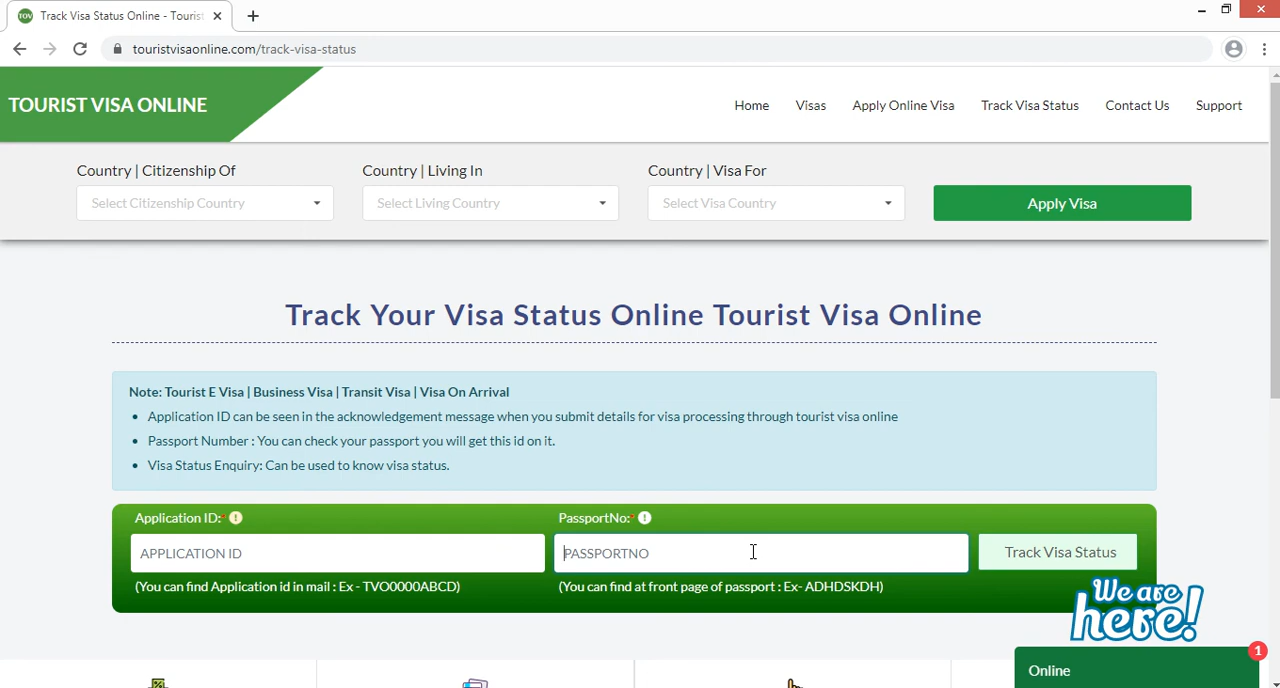 TOV Track Visa Status Online - Tourist
touristvisaonline.com/track-visa-status
TOURIST VISA ONLINE
Home Visas Apply Online Visa Track Visa Status Contact Us Support
Country | Citizenship Of Country | Living In Country | Visa For
Select Citizenship Country Select Living Country Select Visa Country Apply Visa
Track Your Visa Status Online Tourist Visa Online
Note: Tourist E Visa | Business Visa | Transit Visa | Visa On Arrival
Application ID can be seen in the acknowledgement message when you submit details for visa processing through tourist visa online
Passport Number : You can check your passport you will get this id on it.
Visa Status Enquiry: Can be used to know visa status.
Application ID:* PassportNo:*
APPLICATION ID PASSPORTNO Track Visa Status
(You can find Application id in mail : Ex - TVO0000ABCD) (You can find at front page of passport : Ex- ADHDSKDH)
We are
here!
Online 1